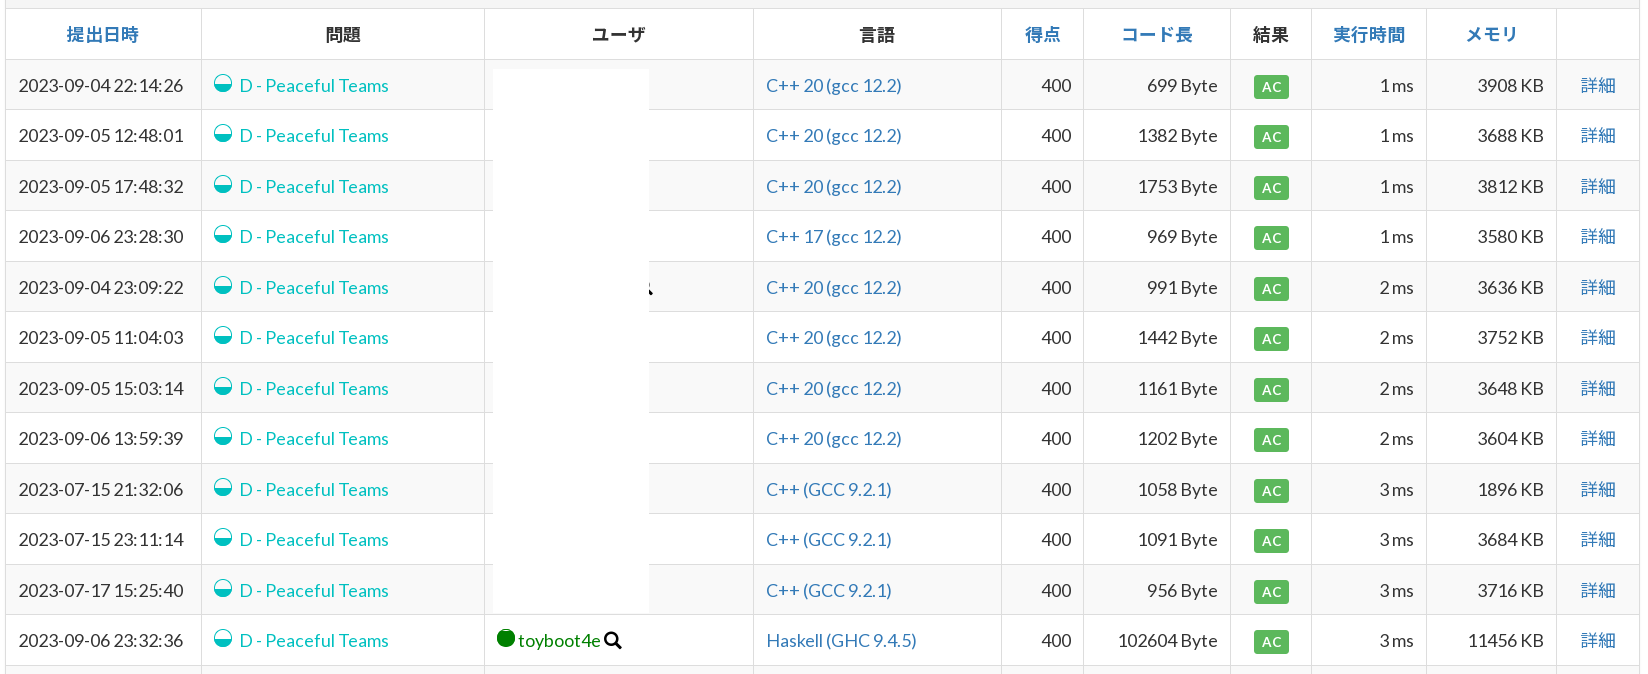 提出日時 問題 ユーザ 言語 得点 コード長 結果 実行時間 メモリ
2023-09-04 22:14:26 D - Peaceful Teams C++ 20 (gcc 12.2) 400 699 Byte AC 1 ms 3908 KB 詳細
2023-09-05 12:48:01 D - Peaceful Teams C++ 20 (gcc 12.2) 400 1382 Byte AC 1 ms 3688 KB 詳細
2023-09-05 17:48:32 D - Peaceful Teams C++ 20 (gcc 12.2) 400 1753 Byte AC 1 ms 3812 KB 詳細
2023-09-06 23:28:30 D - Peaceful Teams C++ 17 (gcc 12.2) 400 969 Byte AC 1 ms 3580 KB 詳細
2023-09-04 23:09:22 D - Peaceful Teams C++ 20 (gcc 12.2) 400 991 Byte AC 2 ms 3636 KB 詳細
2023-09-05 11:04:03 D - Peaceful Teams C++ 20 (gcc 12.2) 400 1442 Byte AC 2 ms 3752 KB 詳細
2023-09-05 15:03:14 D - Peaceful Teams C++ 20 (gcc 12.2) 400 1161 Byte AC 2 ms 3648 KB 詳細
2023-09-06 13:59:39 D - Peaceful Teams C++ 20 (gcc 12.2) 400 1202 Byte AC 2 ms 3604 KB 詳細
2023-07-15 21:32:06 D - Peaceful Teams C++ (GCC 9.2.1) 400 1058 Byte AC 3 ms 1896 KB 詳細
2023-07-15 23:11:14 D - Peaceful Teams C++ (GCC 9.2.1) 400 1091 Byte AC 3 ms 3684 KB 詳細
2023-07-17 15:25:40 D - Peaceful Teams C++ (GCC 9.2.1) 400 956 Byte AC 3 ms 3716 KB 詳細
2023-09-06 23:32:36 D - Peaceful Teams toyboot4e Haskell (GHC 9.4.5) 400 102604 Byte AC 3 ms 11456 KB 詳細